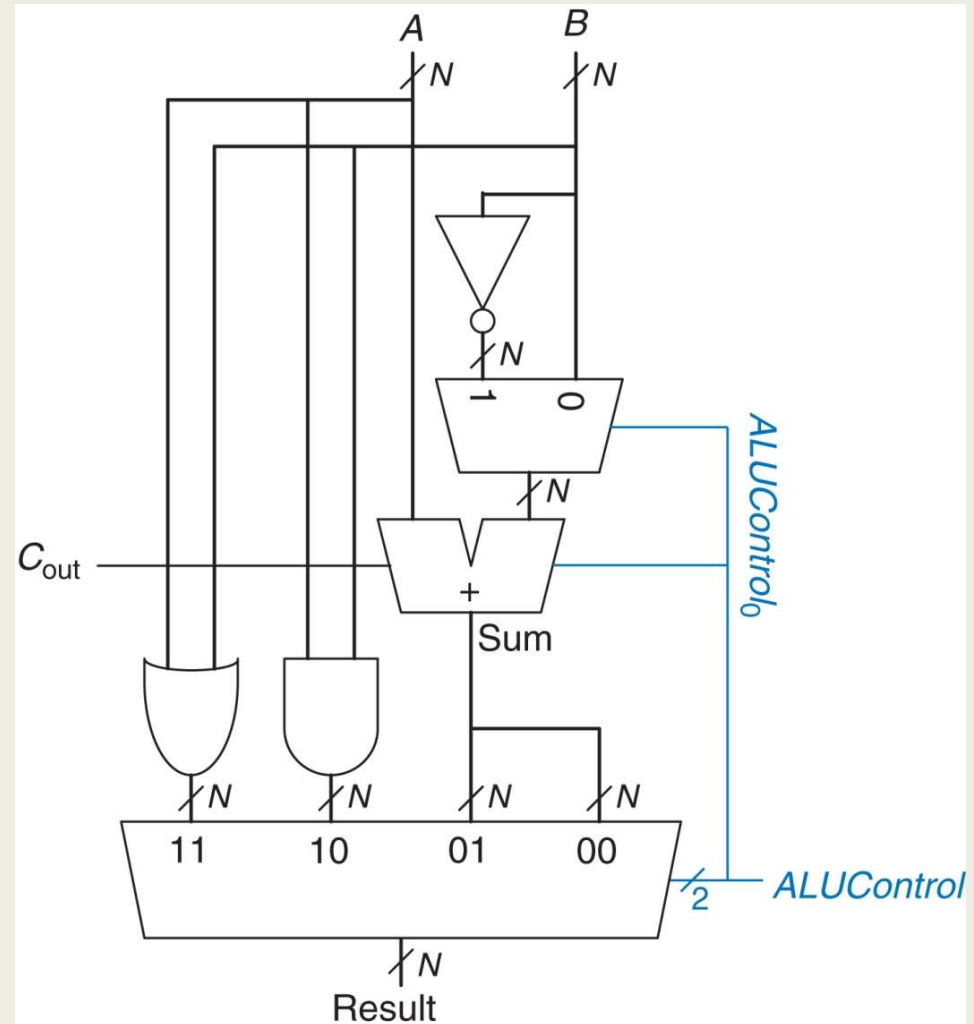 A B
N N
N
1 0
N
ALUControl0
Cout
+
Sum
N N N N
11 10 01 00
2 ALUControl
N
Result